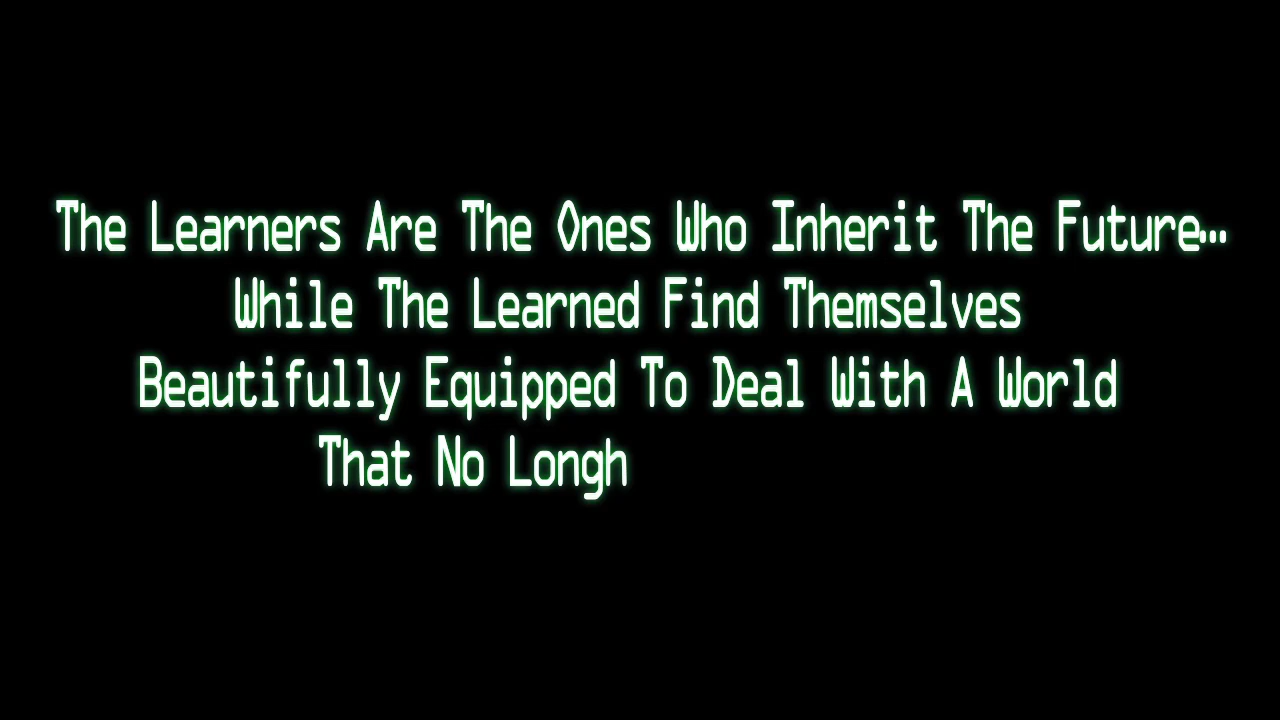 The Learners Are The Ones Who Inherit The Future...
While The Learned Find Themselves
Beautifully Equipped To Deal With A World
That No Longh